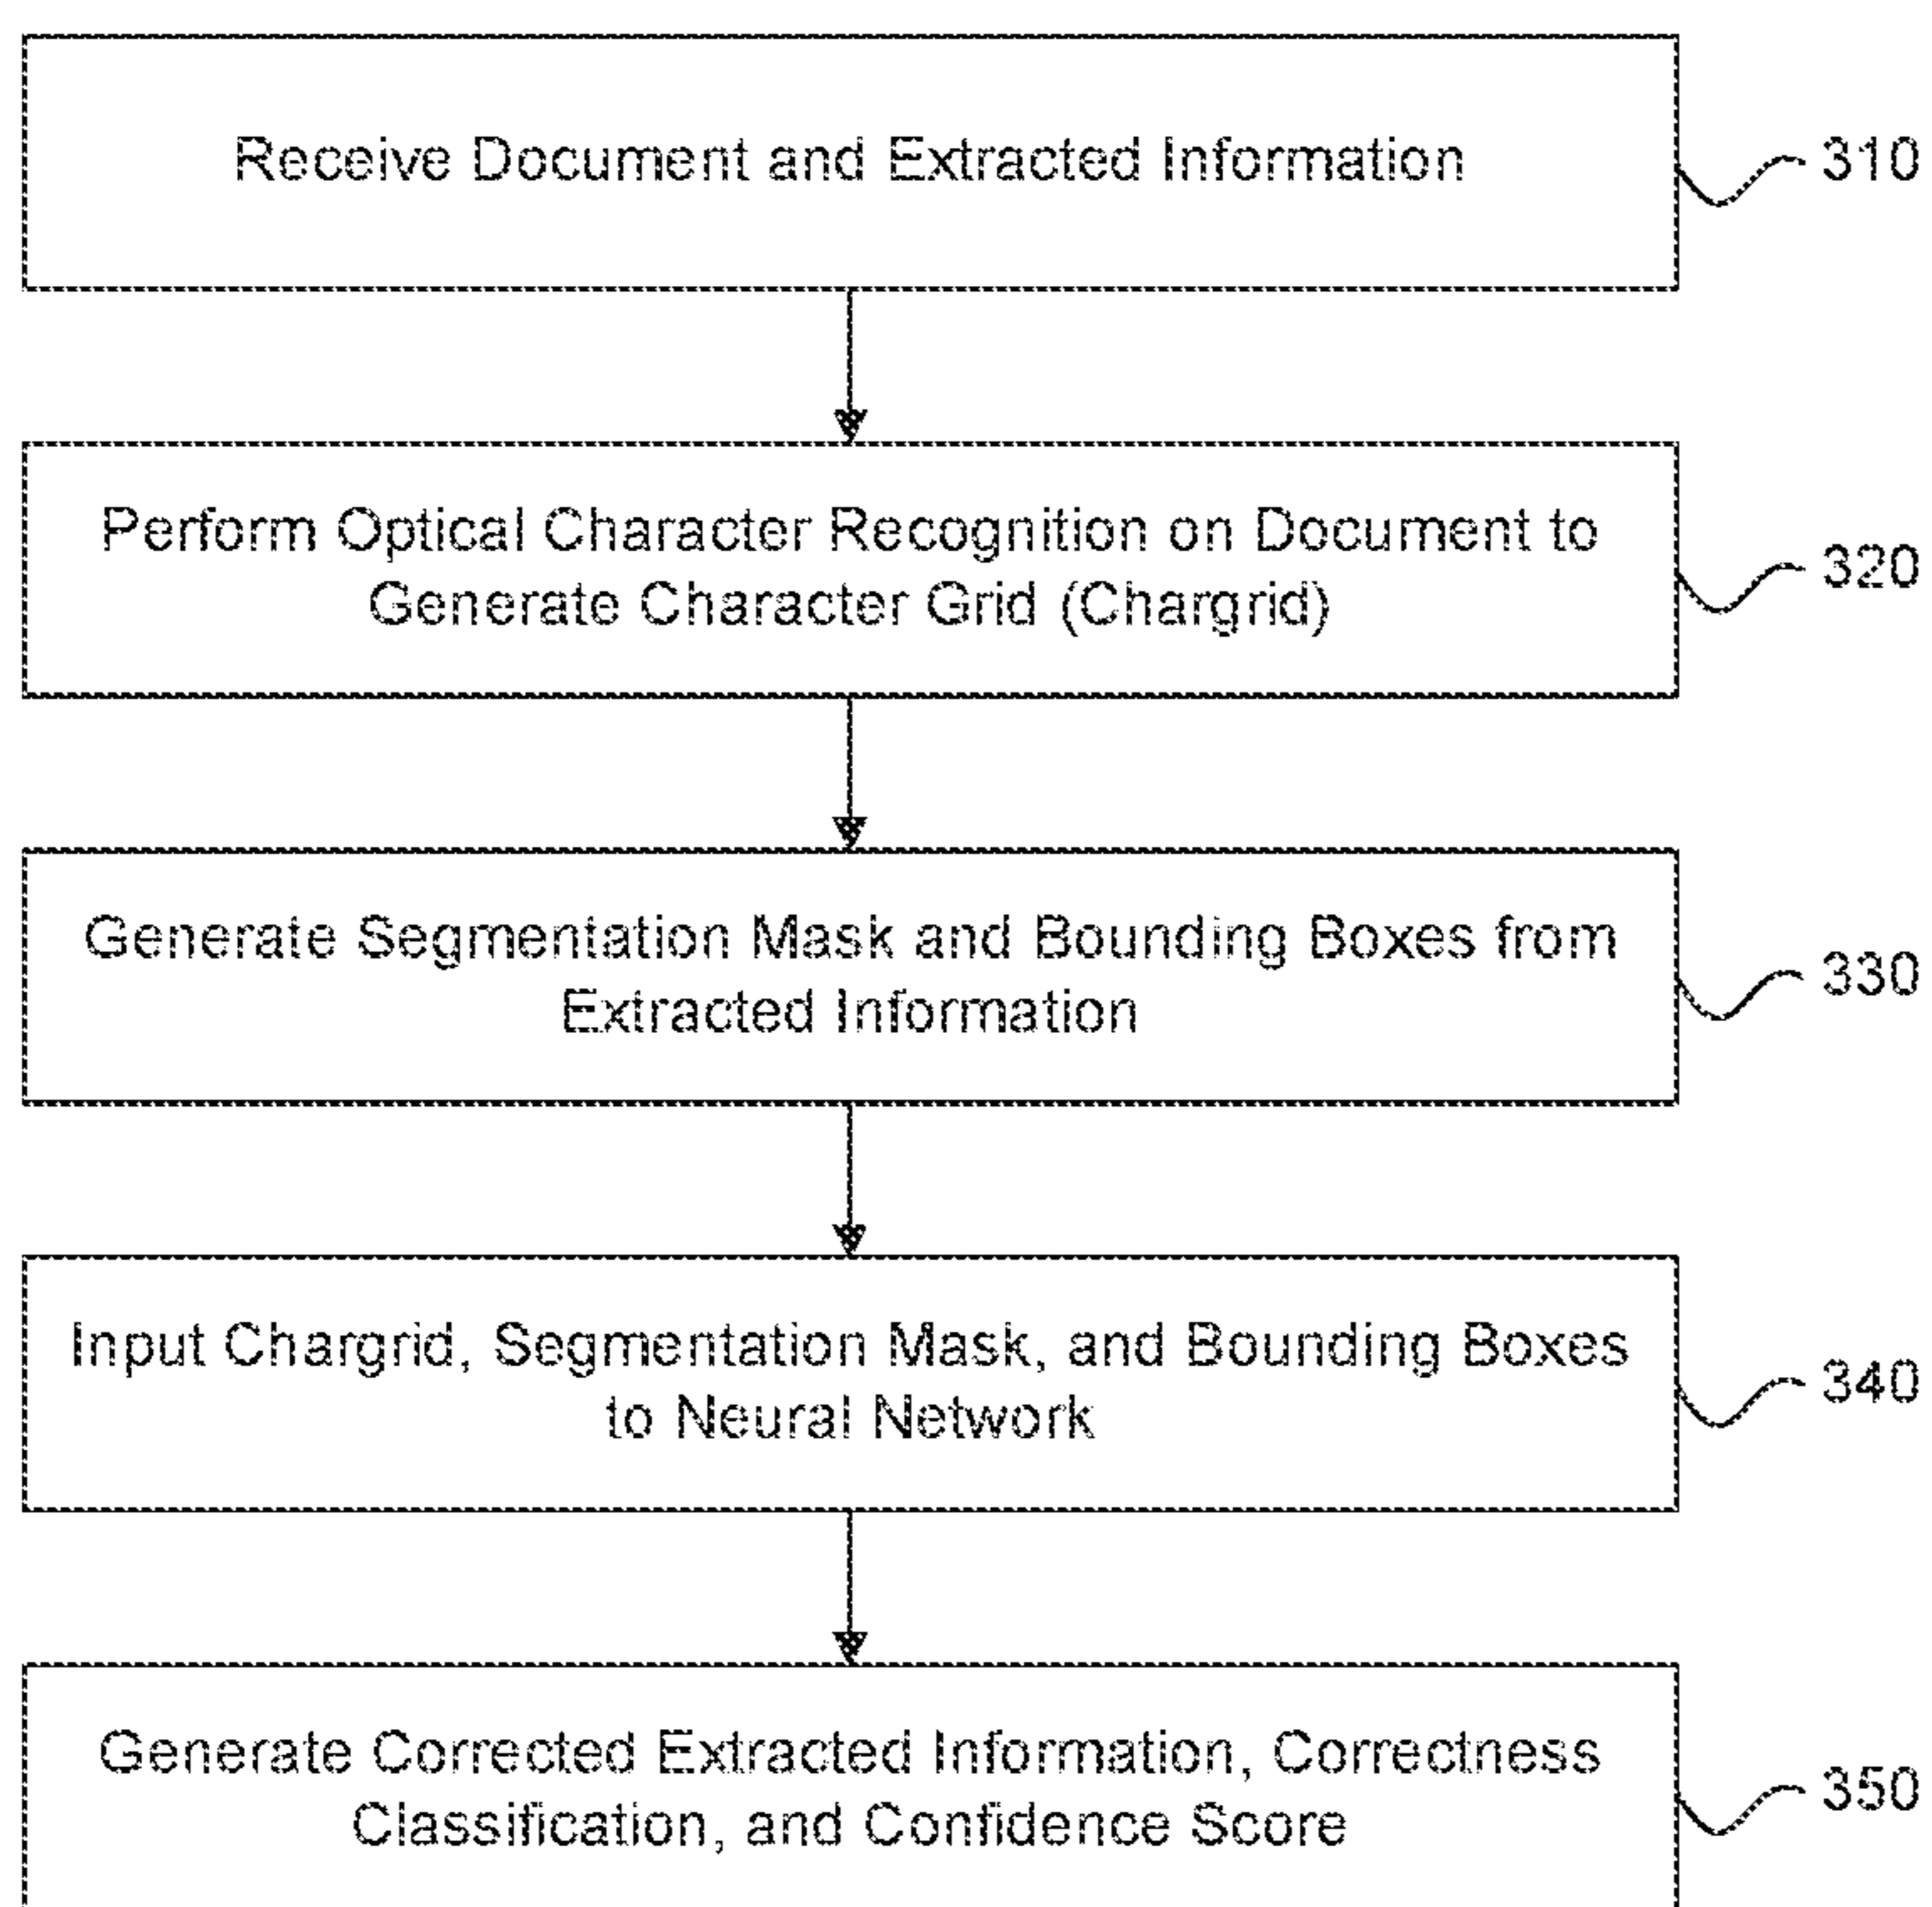 Receive Document and Extracted Information
310
Perform Optical Character Recognition on Document to
Generate Character Grid (Chargrid)
320
Generate Segmentation Mask and Bounding Boxes from
Extracted Information
330
Input Chargrid, Segmentation Mask, and Bounding Boxes
to Neural Network
340
Generate Corrected Extracted Information, Correctness
Classification, and Confidence Score
350